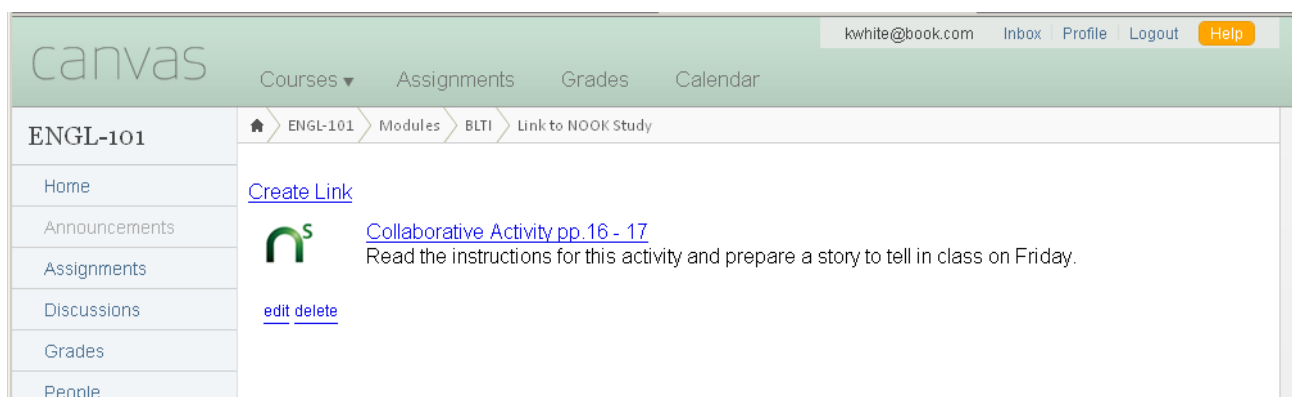 kwhite@book.com Inbox Profile Logout Help
canvas
Courses ▾ Assignments Grades Calendar
ENGL-101
ENGL-101 Modules BLTI Link to NOOK Study
Home
Announcements
Assignments
Discussions
Grades
People
Create Link
nS
Collaborative Activity pp.16 - 17
Read the instructions for this activity and prepare a story to tell in class on Friday.
edit delete